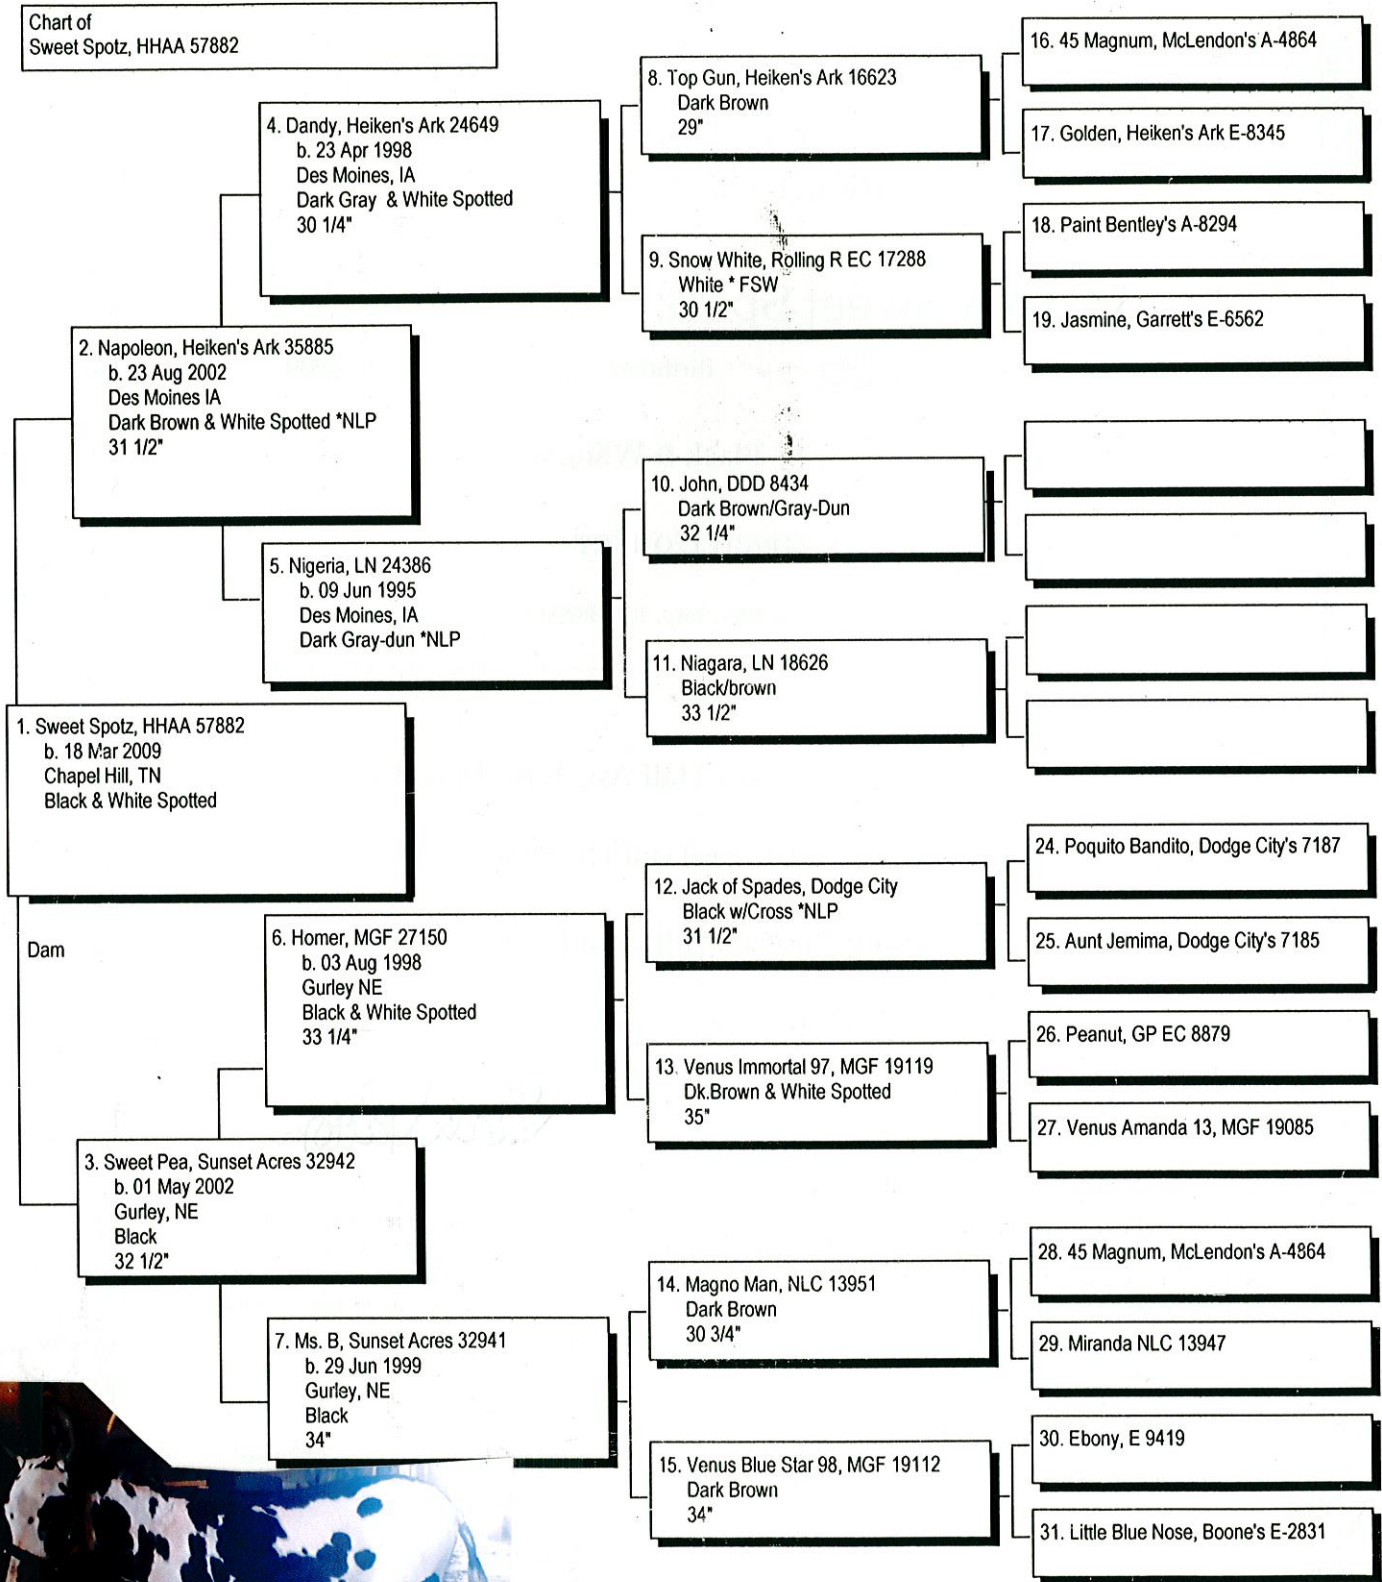 Chart of
Sweet Spotz, HHAA 57882
1. Sweet Spotz, HHAA 57882
b. 18 Mar 2009
Chapel Hill, TN
Black & White Spotted
Dam
2. Napoleon, Heiken's Ark 35885
b. 23 Aug 2002
Des Moines IA
Dark Brown & White Spotted *NLP
31 1/2"
3. Sweet Pea, Sunset Acres 32942
b. 01 May 2002
Gurley, NE
Black
32 1/2"
4. Dandy, Heiken's Ark 24649
b. 23 Apr 1998
Des Moines, IA
Dark Gray & White Spotted
30 1/4"
5. Nigeria, LN 24386
b. 09 Jun 1995
Des Moines, IA
Dark Gray-dun *NLP
6. Homer, MGF 27150
b. 03 Aug 1998
Gurley NE
Black & White Spotted
33 1/4"
7. Ms. B, Sunset Acres 32941
b. 29 Jun 1999
Gurley, NE
Black
34"
8. Top Gun, Heiken's Ark 16623
Dark Brown
29"
9. Snow White, Rolling R EC 17288
White * FSW
30 1/2"
10. John, DDD 8434
Dark Brown/Gray-Dun
32 1/4"
11. Niagara, LN 18626
Black/brown
33 1/2"
12. Jack of Spades, Dodge City
Black w/Cross *NLP
31 1/2"
13. Venus Immortal 97, MGF 19119
Dk.Brown & White Spotted
35"
14. Magno Man, NLC 13951
Dark Brown
30 3/4"
15. Venus Blue Star 98, MGF 19112
Dark Brown
34"
16. 45 Magnum, McLendon's A-4864
17. Golden, Heiken's Ark E-8345
18. Paint Bentley's A-8294
19. Jasmine, Garrett's E-6562
24. Poquito Bandito, Dodge City's 7187
25. Aunt Jemima, Dodge City's 7185
26. Peanut, GP EC 8879
27. Venus Amanda 13, MGF 19085
28. 45 Magnum, McLendon's A-4864
29. Miranda NLC 13947
30. Ebony, E 9419
31. Little Blue Nose, Boone's E-2831